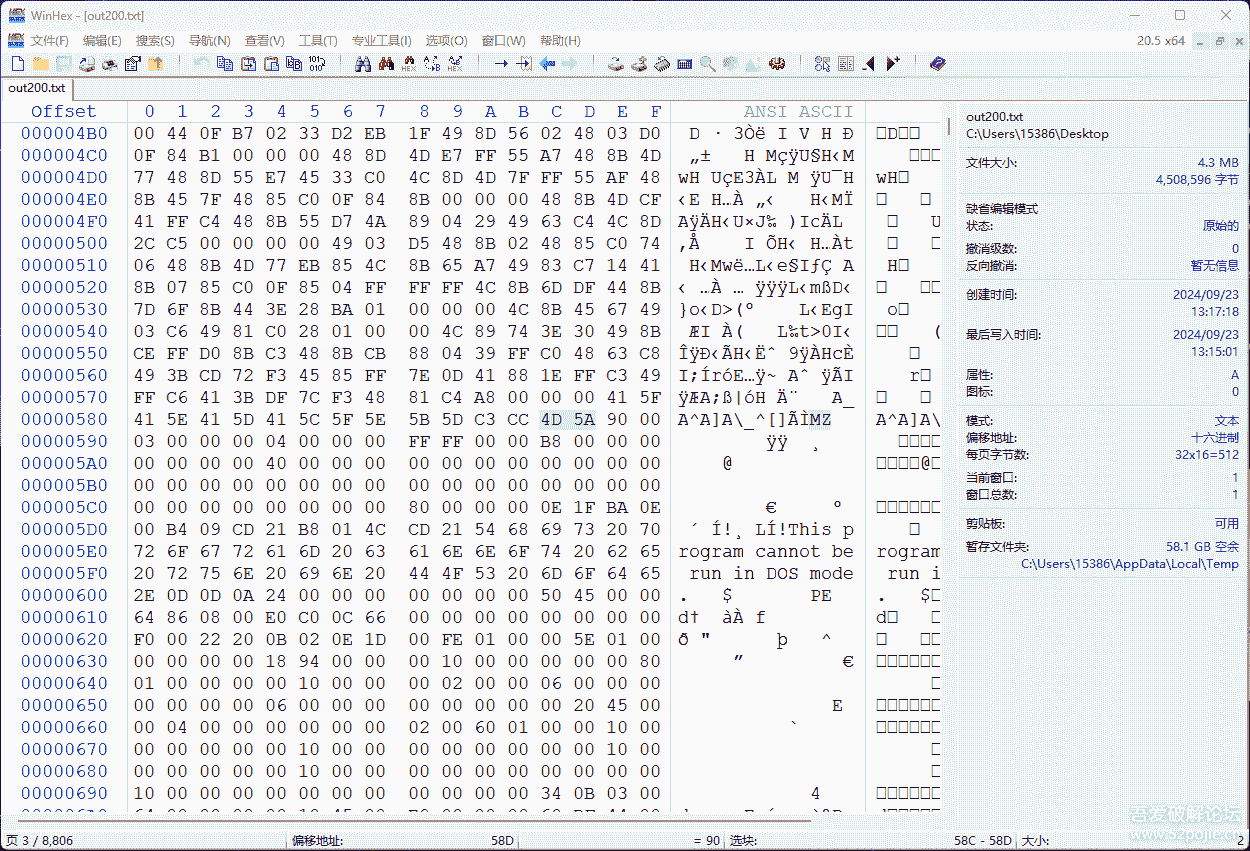 WinHex - [out200.txt]
文件(F) 编辑(E) 搜索(S) 导航(N) 查看(V) 工具(T) 专业工具(I) 选项(O) 窗口(W) 帮助(H) 20.5 x64
out200.txt
Offset 0 1 2 3 4 5 6 7 8 9 A B C D E F ANSI ASCII
000004B0 00 44 0F B7 02 33 D2 EB 1F 49 8D 56 02 48 03 D0
000004C0 0F 84 B1 00 00 00 48 8D 4D E7 FF 55 A7 48 8B 4D
000004D0 77 48 8D 55 E7 45 33 C0 4C 8D 4D 7F FF 55 AF 48
000004E0 8B 45 7F 48 85 C0 0F 84 8B 00 00 00 48 8B 4D CF
000004F0 41 FF C4 48 8B 55 D7 4A 89 04 29 49 63 C4 4C 8D
00000500 2C C5 00 00 00 00 49 03 D5 48 8B 02 48 85 C0 74
00000510 06 48 8B 4D 77 EB 85 4C 8B 65 A7 49 83 C7 14 41
00000520 8B 07 85 C0 0F 85 04 FF FF FF 4C 8B 6D DF 44 8B
00000530 7D 6F 8B 44 3E 28 BA 01 00 00 00 4C 8B 45 67 49
00000540 03 C6 49 81 C0 28 01 00 00 4C 89 74 3E 30 49 8B
00000550 CE FF D0 8B C3 48 8B CB 88 04 39 FF C0 48 63 C8
00000560 49 3B CD 72 F3 45 85 FF 7E 0D 41 88 1E FF C3 49
00000570 FF C6 41 3B DF 7C F3 48 81 C4 A8 00 00 00 41 5F
00000580 41 5E 41 5D 41 5C 5F 5E 5B 5D C3 CC 4D 5A 90 00 A^A]A\_^[]ÃÌMZ
00000590 03 00 00 00 04 00 00 00 FF FF 00 00 B8 00 00 00 ÿÿ ¸
000005A0 00 00 00 00 40 00 00 00 00 00 00 00 00 00 00 00 @
000005B0 00 00 00 00 00 00 00 00 00 00 00 00 00 00 00 00
000005C0 00 00 00 00 00 00 00 00 80 00 00 00 0E 1F BA 0E € º
000005D0 00 B4 09 CD 21 B8 01 4C CD 21 54 68 69 73 20 70 ´ Í!¸ LÍ!This p
000005E0 72 6F 67 72 61 6D 20 63 61 6E 6E 6F 74 20 62 65 rogram cannot be
000005F0 20 72 75 6E 20 69 6E 20 44 4F 53 20 6D 6F 64 65 run in DOS mode
00000600 2E 0D 0D 0A 24 00 00 00 00 00 00 00 50 45 00 00 . $ PE
00000610 64 86 08 00 E0 C0 0C 66 00 00 00 00 00 00 00 00 d† àÀ f
00000620 F0 00 22 20 0B 02 0E 1D 00 FE 01 00 00 5E 01 00 ð " þ ^
00000630 00 00 00 00 18 94 00 00 00 10 00 00 00 00 00 80 ” €
00000640 01 00 00 00 00 10 00 00 00 02 00 00 06 00 00 00
00000650 00 00 00 00 06 00 00 00 00 00 00 00 00 20 45 00 E
00000660 00 04 00 00 00 00 00 00 02 00 60 01 00 00 10 00 `
00000670 00 00 00 00 00 10 00 00 00 00 00 00 00 00 10 00
00000680 00 00 00 00 00 10 00 00 00 00 00 00 00 00 00 00
00000690 10 00 00 00 00 00 00 00 00 00 00 00 34 0B 03 00 4
out200.txt
C:\Users\15386\Desktop
文件大小: 4.3 MB
4,508,596 字节
缺省编辑模式
状态: 原始的
撤消级数: 0
反向撤消: 暂无信息
创建时间: 2024/09/23
13:17:18
最后写入时间: 2024/09/23
13:15:01
属性: A
图标: 0
模式: 文本
偏移地址: 十六进制
每页字节数: 32x16=512
当前窗口: 1
窗口总数: 1
剪贴板: 可用
暂存文件夹: 58.1 GB 空余
C:\Users\15386\AppData\Local\Temp
吾爱破解论坛
www.52pojie.cn
页 3 / 8,806 偏移地址: 58D = 90 选块: 58C - 58D 大小: 2